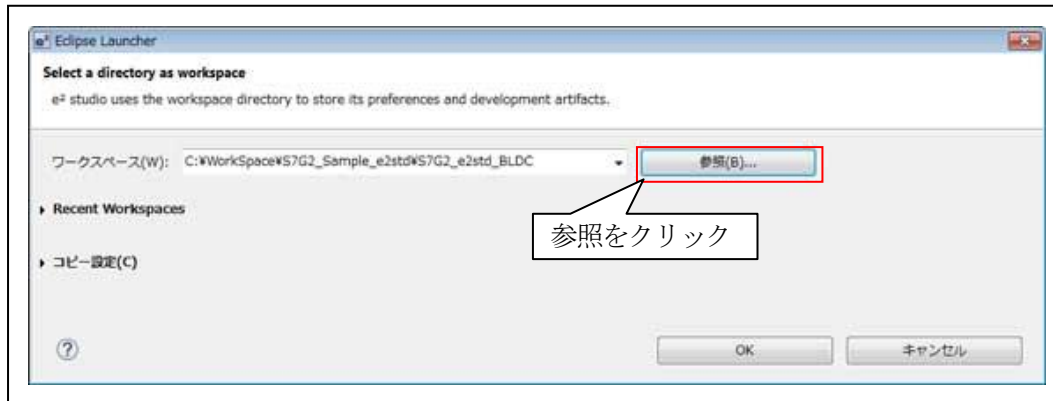 e² Eclipse Launcher
Select a directory as workspace
e² studio uses the workspace directory to store its preferences and development artifacts.
ワークスペース(W): C:¥WorkSpace¥S7G2_Sample_e2std¥S7G2_e2std_BLDC 参照(B)...
Recent Workspaces
参照をクリック
コピー設定(C)
? OK キャンセル